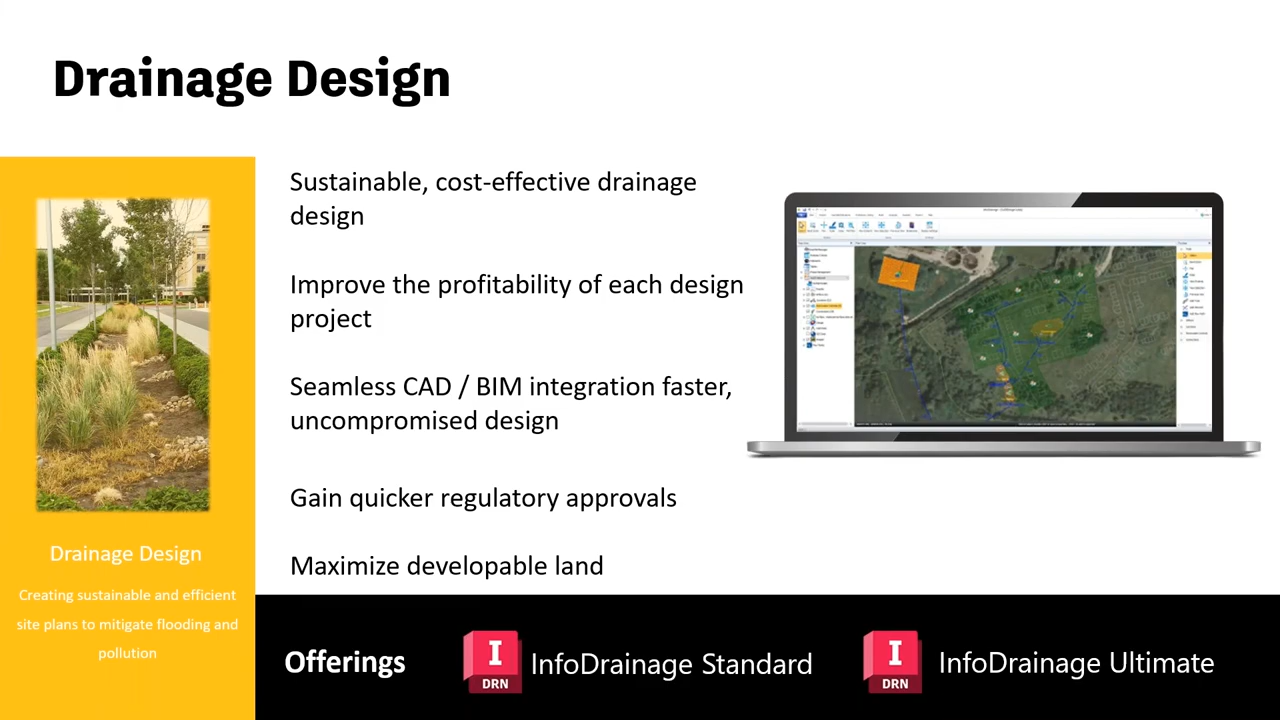 Drainage Design
Sustainable, cost-effective drainage
design
Improve the profitability of each design
project
Seamless CAD / BIM integration faster,
uncompromised design
Gain quicker regulatory approvals
Maximize developable land
Drainage Design
Creating sustainable and efficient
site plans to mitigate flooding and
pollution
Offerings
I
DRN
InfoDrainage Standard
I
DRN
InfoDrainage Ultimate